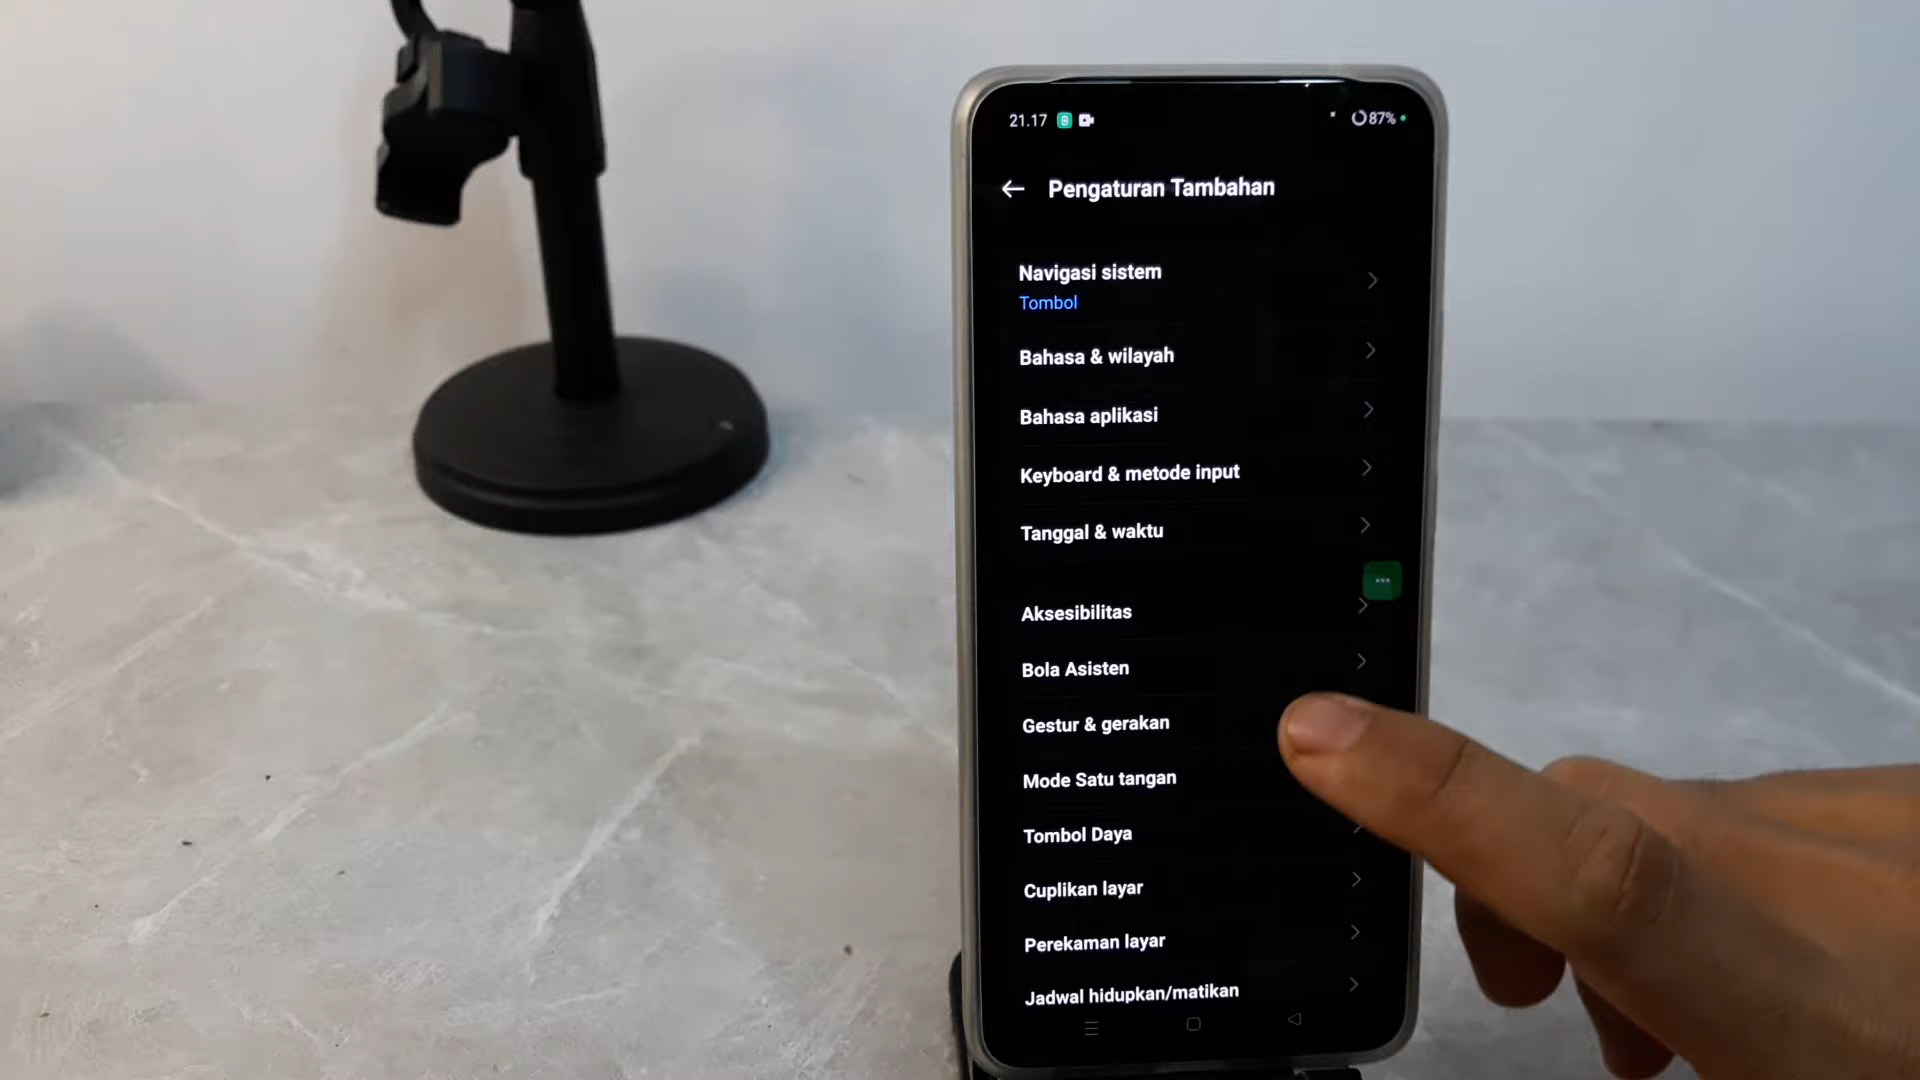 21.17
87%
Pengaturan Tambahan
Navigasi sistem
Tombol
Bahasa & wilayah
Bahasa aplikasi
Keyboard & metode input
Tanggal & waktu
Aksesibilitas
Bola Asisten
Gestur & gerakan
Mode Satu tangan
Tombol Daya
Cuplikan layar
Perekaman layar
Jadwal hidupkan/matikan